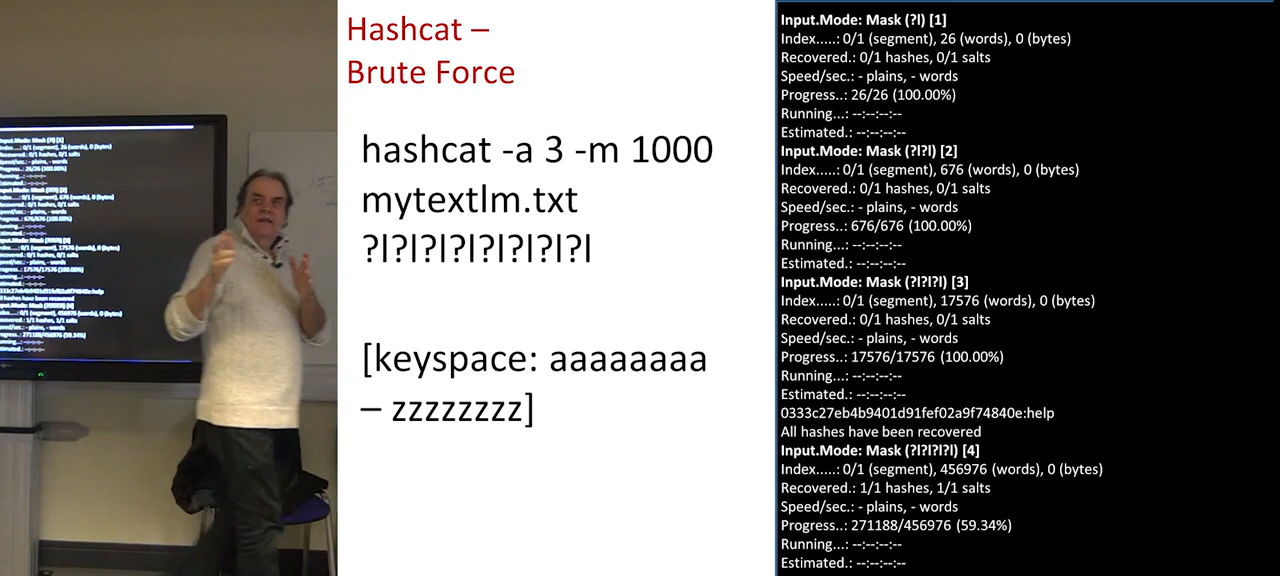 Hashcat –
Brute Force
hashcat -a 3 -m 1000
mytextlm.txt
?l?l?l?l?l?l?l?l
[keyspace: aaaaaaaa
– zzzzzzzz]
Input.Mode: Mask (?l) [1]
Index.....: 0/1 (segment), 26 (words), 0 (bytes)
Recovered.: 0/1 hashes, 0/1 salts
Speed/sec.: - plains, - words
Progress..: 26/26 (100.00%)
Running...: --:--:--:--
Estimated.: --:--:--:--
Input.Mode: Mask (?l?l) [2]
Index.....: 0/1 (segment), 676 (words), 0 (bytes)
Recovered.: 0/1 hashes, 0/1 salts
Speed/sec.: - plains, - words
Progress..: 676/676 (100.00%)
Running...: --:--:--:--
Estimated.: --:--:--:--
Input.Mode: Mask (?l?l?l) [3]
Index.....: 0/1 (segment), 17576 (words), 0 (bytes)
Recovered.: 0/1 hashes, 0/1 salts
Speed/sec.: - plains, - words
Progress..: 17576/17576 (100.00%)
Running...: --:--:--:--
Estimated.: --:--:--:--
0333c27eb4b9401d91fef02a9f74840e:help
All hashes have been recovered
Input.Mode: Mask (?l?l?l?l) [4]
Index.....: 0/1 (segment), 456976 (words), 0 (bytes)
Recovered.: 1/1 hashes, 1/1 salts
Speed/sec.: - plains, - words
Progress..: 271188/456976 (59.34%)
Running...: --:--:--:--
Estimated.: --:--:--:--